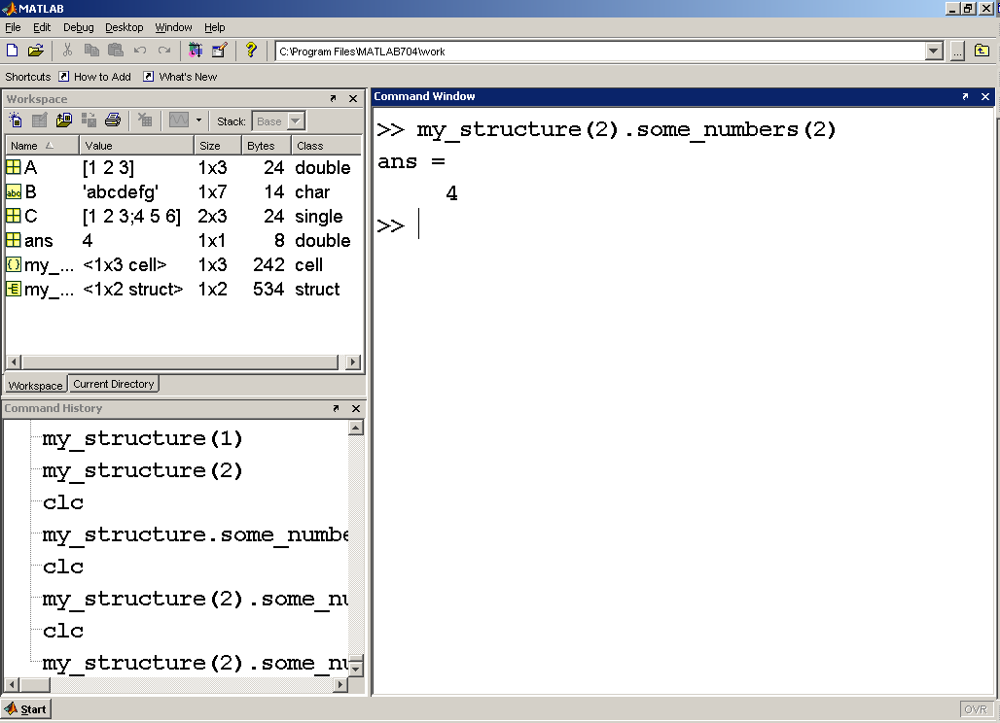 MATLAB
File Edit Debug Desktop Window Help
C:\Program Files\MATLAB704\work
...
Shortcuts How to Add What's New
Workspace
Stack: Base
Name Value Size Bytes Class
A [1 2 3] 1x3 24 double
abc B 'abcdefg' 1x7 14 char
C [1 2 3;4 5 6] 2x3 24 single
ans 4 1x1 8 double
{} my_... <1x3 cell> 1x3 242 cell
my_... <1x2 struct> 1x2 534 struct
Workspace Current Directory
Command History
my_structure(1)
my_structure(2)
clc
my_structure.some_numbe
clc
my_structure(2).some_nu
clc
my_structure(2).some_nu
Command Window
>> my_structure(2).some_numbers(2)
ans =
4
>>
Start
OVR